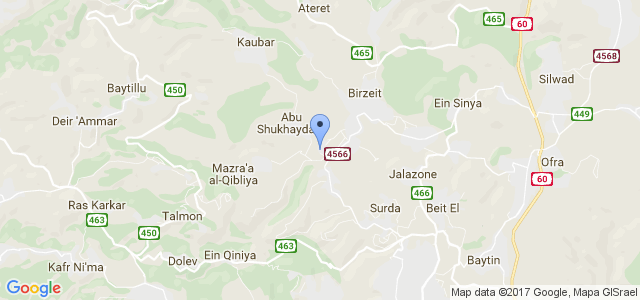 Ateret
465
60
Kaubar
465
4568
Silwad
Baytillu
450
Birzeit
Ein Sinya
449
Abu
Shukhayda
Deir 'Ammar
4566
Ofra
Mazra'a
al-Qibliya
Jalazone
60
466
Ras Karkar
463
Talmon
Surda
Beit El
450
463
Ein Qiniya
Dolev
Baytin
Kafr Ni'ma
Google
Map data ©2017 Google, Mapa GISrael